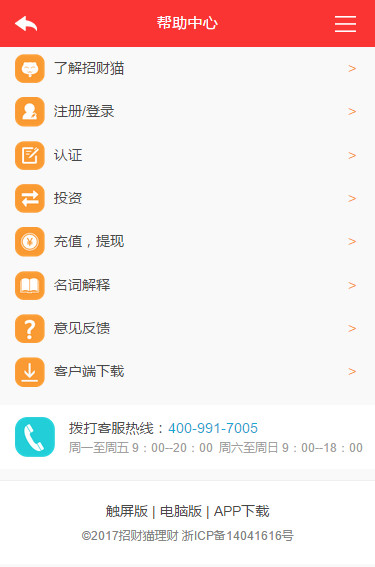 帮助中心
了解招财猫 >
注册/登录 >
认证 >
投资 >
充值，提现 >
名词解释 >
意见反馈 >
客户端下载 >
拨打客服热线：400-991-7005
周一至周五 9：00--20：00 周六至周日 9：00--18：00
触屏版 | 电脑版 | APP下载
©2017招财猫理财 浙ICP备14041616号